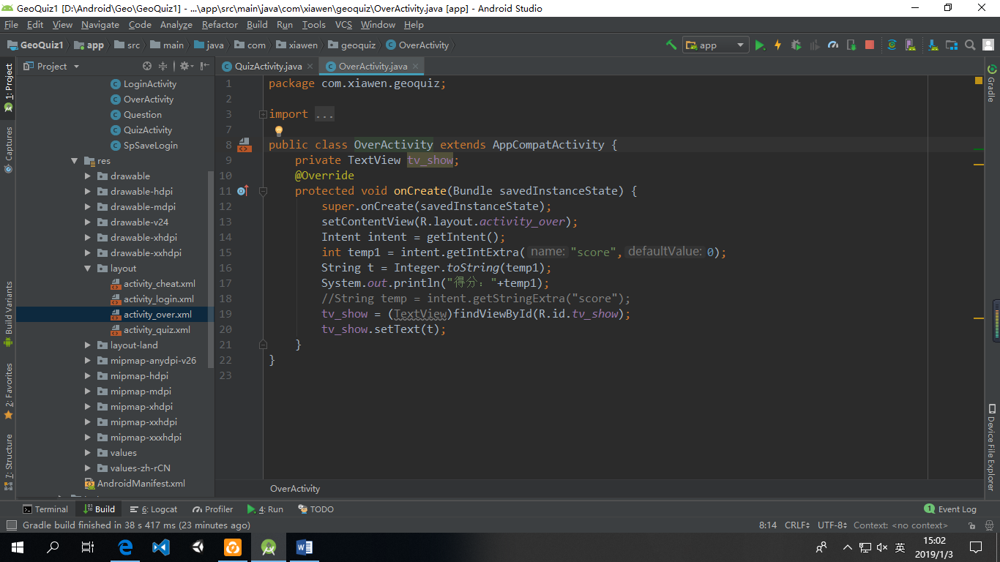 GeoQuiz1 [D:\Android\Geo\GeoQuiz1] - ...\app\src\main\java\com\xiawen\geoquiz\OverActivity.java [app] - Android Studio
File Edit View Navigate Code Analyze Refactor Build Run Tools VCS Window Help
GeoQuiz1 app src main java com xiawen geoquiz OverActivity
app
1: Project
Captures
Build Variants
2: Favorites
7: Structure
Project
LoginActivity
OverActivity
Question
QuizActivity
SpSaveLogin
res
drawable
drawable-hdpi
drawable-mdpi
drawable-v24
drawable-xhdpi
drawable-xxhdpi
layout
activity_cheat.xml
activity_login.xml
activity_over.xml
activity_quiz.xml
layout-land
mipmap-anydpi-v26
mipmap-hdpi
mipmap-mdpi
mipmap-xhdpi
mipmap-xxhdpi
mipmap-xxxhdpi
values
values-zh-rCN
AndroidManifest.xml
QuizActivity.java OverActivity.java
1 package com.xiawen.geoquiz;
2
3 import ...
7
8 public class OverActivity extends AppCompatActivity {
9 private TextView tv_show;
10 @Override
11 protected void onCreate(Bundle savedInstanceState) {
12 super.onCreate(savedInstanceState);
13 setContentView(R.layout.activity_over);
14 Intent intent = getIntent();
15 int temp1 = intent.getIntExtra( name: "score", defaultValue: 0);
16 String t = Integer.toString(temp1);
17 System.out.println("得分："+temp1);
18 //String temp = intent.getStringExtra("score");
19 tv_show = (TextView)findViewById(R.id.tv_show);
20 tv_show.setText(t);
21 }
22 }
23
OverActivity
Gradle
Device File Explorer
Terminal Build 6: Logcat Profiler 4: Run TODO 1 Event Log
Gradle build finished in 38 s 417 ms (23 minutes ago) 8:14 CRLF UTF-8 Context: <no context>
英 15:02
2019/1/3